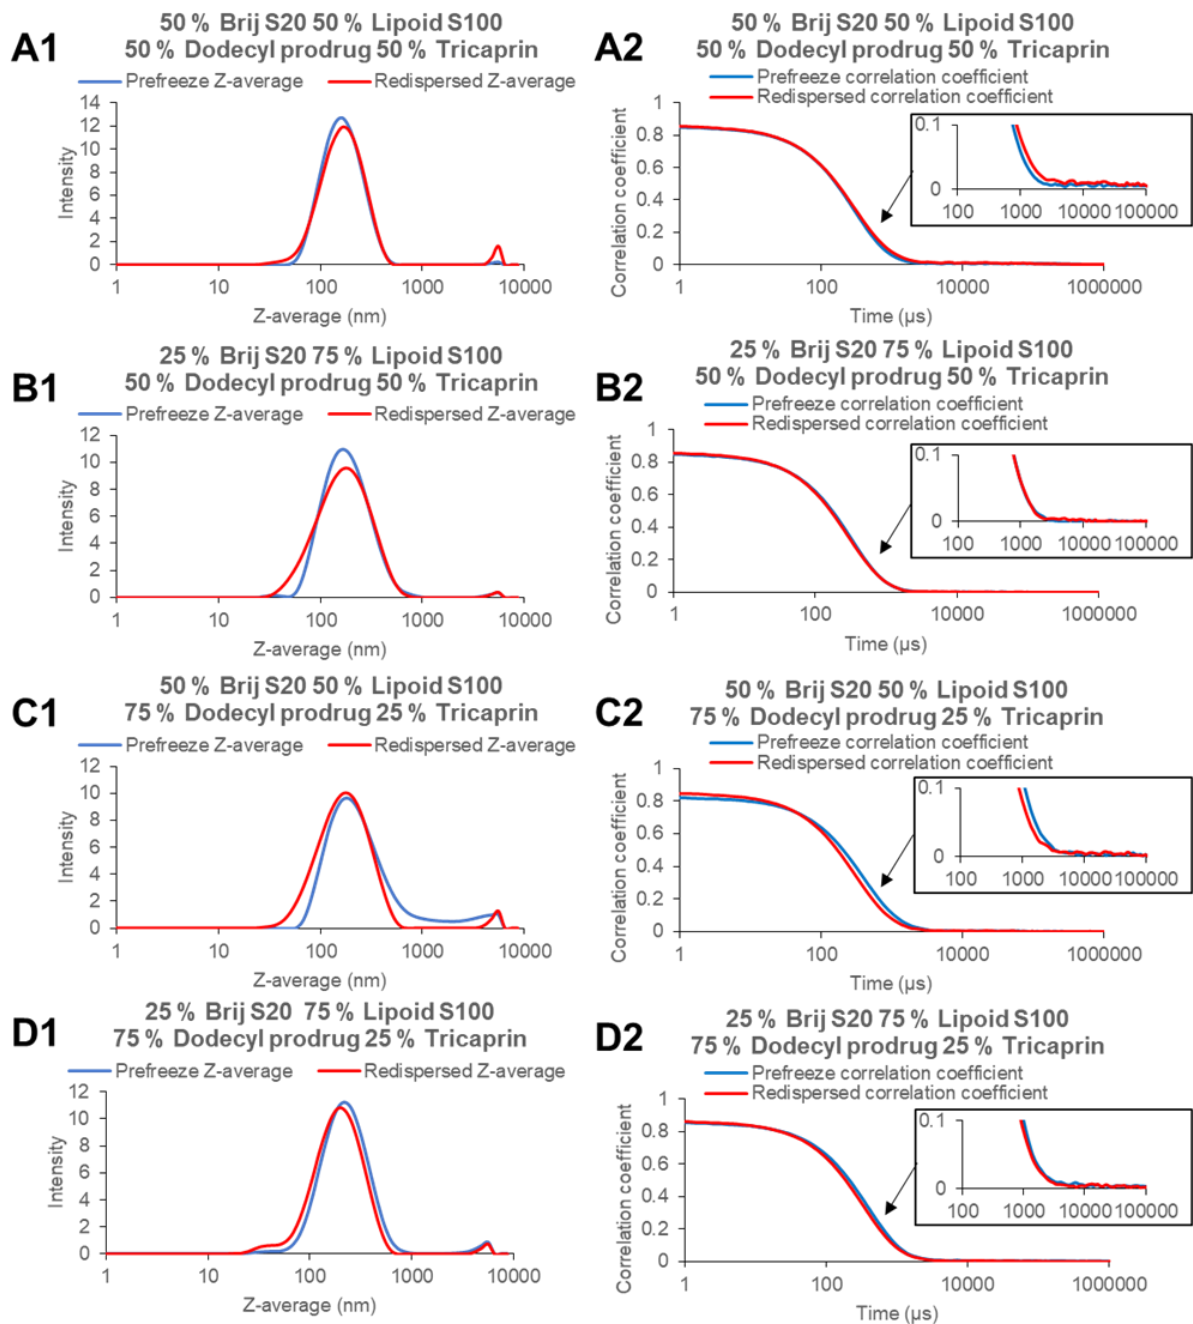 A1
50 % Brij S20 50 % Lipoid S100
50 % Dodecyl prodrug 50 % Tricaprin
Prefreeze Z-average Redispersed Z-average
Intensity
14
12
10
8
6
4
2
0
1 10 100 1000 10000
Z-average (nm)
A2
50 % Brij S20 50 % Lipoid S100
50 % Dodecyl prodrug 50 % Tricaprin
Prefreeze correlation coefficient
Redispersed correlation coefficient
Correlation coefficient
1
0.8
0.6
0.4
0.2
0
1 100 10000 1000000
Time (µs)
0.1
0
100 1000 10000 100000
B1
25 % Brij S20 75 % Lipoid S100
50 % Dodecyl prodrug 50 % Tricaprin
Prefreeze Z-average Redispersed Z-average
Intensity
12
10
8
6
4
2
0
1 10 100 1000 10000
Z-average (nm)
B2
25 % Brij S20 75 % Lipoid S100
50 % Dodecyl prodrug 50 % Tricaprin
Prefreeze correlation coefficient
Redispersed correlation coefficient
Correlation coefficient
1
0.8
0.6
0.4
0.2
0
1 100 10000 1000000
Time (µs)
0.1
0
100 1000 10000 100000
C1
50 % Brij S20 50 % Lipoid S100
75 % Dodecyl prodrug 25 % Tricaprin
Prefreeze Z-average Redispersed Z-average
Intensity
12
10
8
6
4
2
0
1 10 100 1000 10000
Z-average (nm)
C2
50 % Brij S20 50 % Lipoid S100
75 % Dodecyl prodrug 25 % Tricaprin
Prefreeze correlation coefficient
Redispersed correlation coefficient
Correlation coefficient
1
0.8
0.6
0.4
0.2
0
1 100 10000 1000000
Time (µs)
0.1
0
100 1000 10000 100000
D1
25 % Brij S20 75 % Lipoid S100
75 % Dodecyl prodrug 25 % Tricaprin
Prefreeze Z-average Redispersed Z-average
Intensity
12
10
8
6
4
2
0
1 10 100 1000 10000
Z-average (nm)
D2
25 % Brij S20 75 % Lipoid S100
75 % Dodecyl prodrug 25 % Tricaprin
Prefreeze correlation coefficient
Redispersed correlation coefficient
Correlation coefficient
1
0.8
0.6
0.4
0.2
0
1 100 10000 1000000
Time (µs)
0.1
0
100 1000 10000 100000